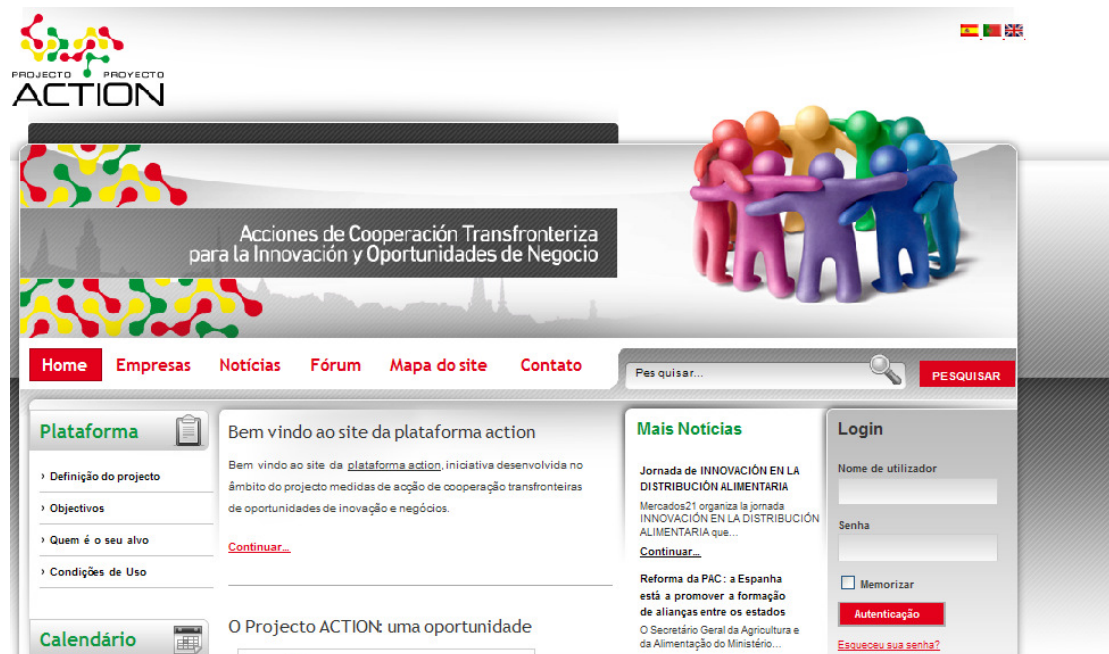 PROJECTO PROYECTO
ACTION
Acciones de Cooperación Transfronteriza
para la Innovación y Oportunidades de Negocio
Home Empresas Notícias Fórum Mapa do site Contato
Pesquisar...
PESQUISAR
Plataforma
› Definição do projecto
› Objectivos
› Quem é o seu alvo
› Condições de Uso
Calendário
Bem vindo ao site da plataforma action
Bem vindo ao site da plataforma action, iniciativa desenvolvida no
âmbito do projecto medidas de acção de cooperação transfronteiras
de oportunidades de inovação e negócios.
Continuar...
O Projecto ACTION: uma oportunidade
Mais Noticias
Jornada de INNOVACIÓN EN LA
DISTRIBUCIÓN ALIMENTARIA
Mercados21 organiza la jornada
INNOVACIÓN EN LA DISTRIBUCIÓN
ALIMENTARIA que...
Continuar...
Reforma da PAC: a Espanha
está a promover a formação
de alianças entre os estados
O Secretário Geral da Agricultura e
da Alimentação do Ministério...
Login
Nome de utilizador
Senha
Memorizar
Autenticação
Esqueceu sua senha?